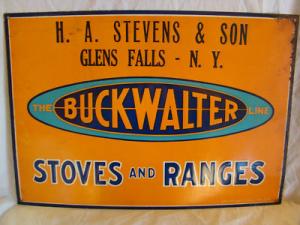 H. A. STEVENS & SON
GLENS FALLS - N. Y.
THE BUCKWALTER LINE
STOVES AND RANGES